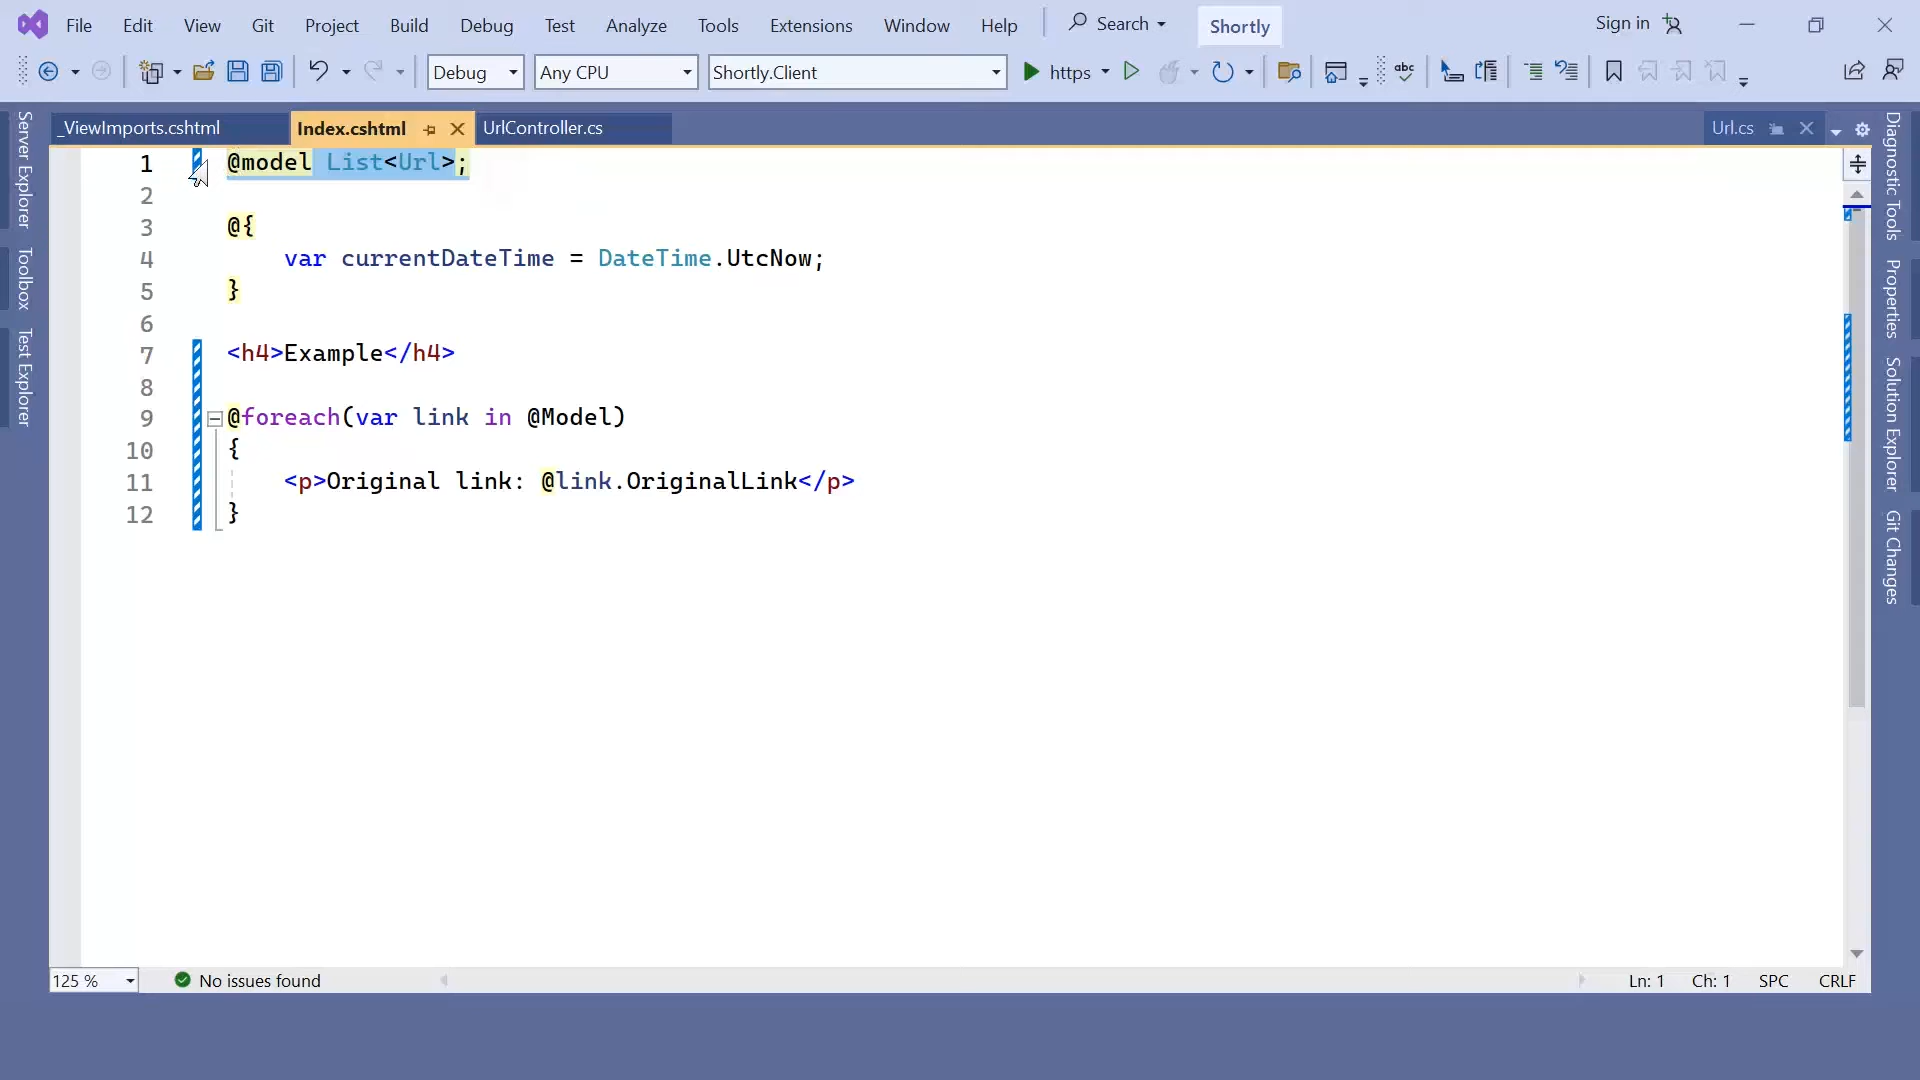 File Edit View Git Project Build Debug Test Analyze Tools Extensions Window Help Search Shortly Sign in
Debug Any CPU Shortly.Client https abc
_ViewImports.cshtml Index.cshtml UrlController.cs Url.cs
Server Explorer
Toolbox
Test Explorer
1 @model List<Url>;
2
3 @{
4 var currentDateTime = DateTime.UtcNow;
5 }
6
7 <h4>Example</h4>
8
9 @foreach(var link in @Model)
10 {
11 <p>Original link: @link.OriginalLink</p>
12 }
Diagnostic Tools
Properties
Solution Explorer
Git Changes
125 % No issues found Ln: 1 Ch: 1 SPC CRLF